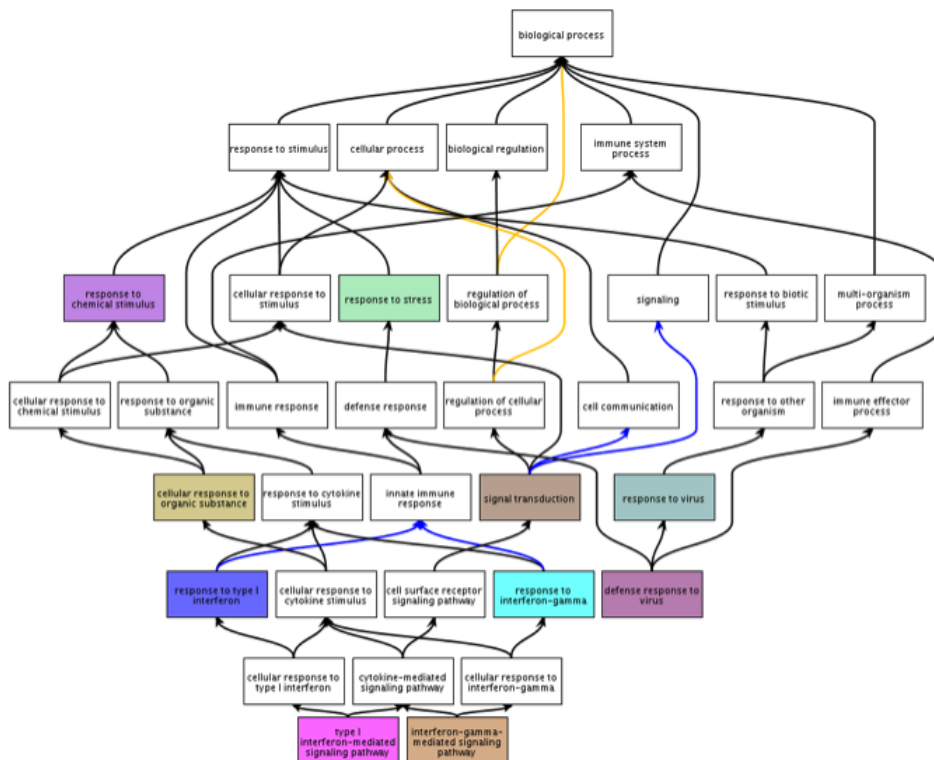 biological process
response to stimulus
cellular process
biological regulation
immune system
process
response to
chemical stimulus
cellular response to
stimulus
response to stress
regulation of
biological process
signaling
response to biotic
stimulus
multi-organism
process
cellular response to
chemical stimulus
response to organic
substance
immune response
defense response
regulation of cellular
process
cell communication
response to other
organism
immune effector
process
cellular response to
organic substance
response to cytokine
stimulus
innate immune
response
signal transduction
response to virus
response to type I
interferon
cellular response to
cytokine stimulus
cell surface receptor
signaling pathway
response to
interferon-gamma
defense response to
virus
cellular response to
type I interferon
cytokine-mediated
signaling pathway
cellular response to
interferon-gamma
type I
interferon-mediated
signaling pathway
interferon-gamma-
mediated signaling
pathway